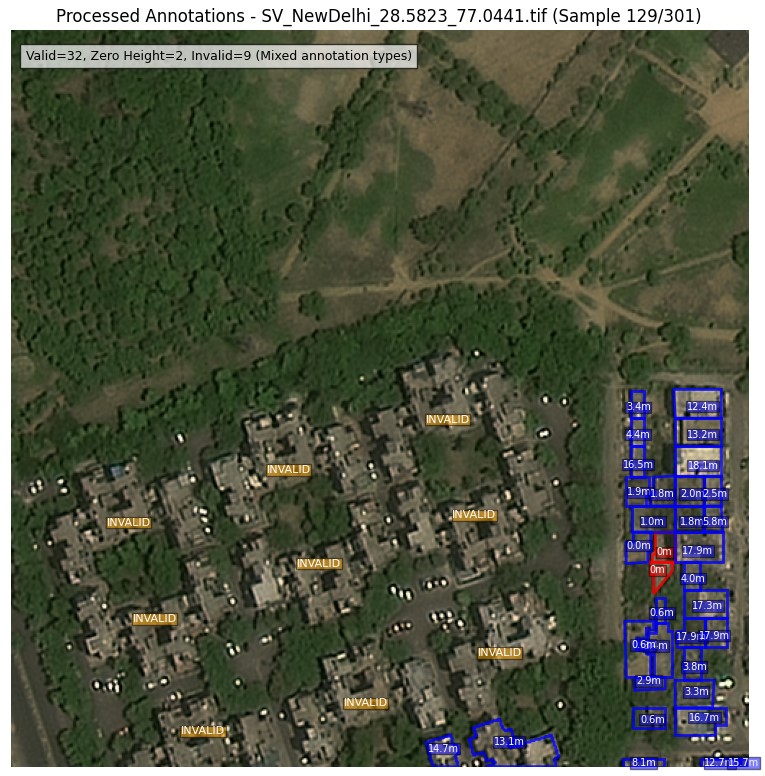 Processed Annotations - SV_NewDelhi_28.5823_77.0441.tif (Sample 129/301)
Valid=32, Zero Height=2, Invalid=9 (Mixed annotation types)
3.4m 12.4m
INVALID
4.4m 13.2m
INVALID
16.5m 18.1m
1.9m 1.8m 2.0m 2.5m
INVALID
INVALID
1.0m 1.8m 5.8m
0.0m 0m 17.9m
INVALID
0m
4.0m
17.3m
0.6m
INVALID
17.9m 17.9m
0.6m
INVALID
3.8m
2.9m
3.3m
INVALID
16.7m
0.6m
INVALID
13.1m
14.7m
8.1m 12.7m 15.7m